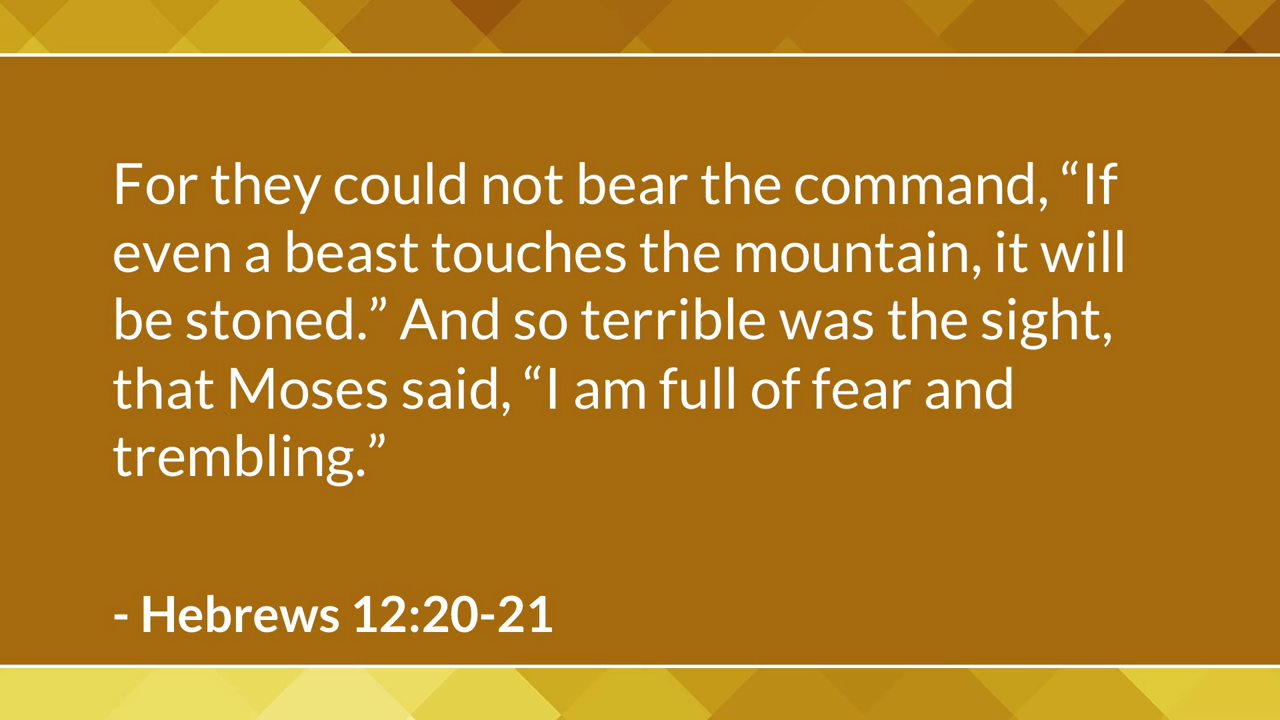 For they could not bear the command, “If
even a beast touches the mountain, it will
be stoned.” And so terrible was the sight,
that Moses said, “I am full of fear and
trembling.”
- Hebrews 12:20-21